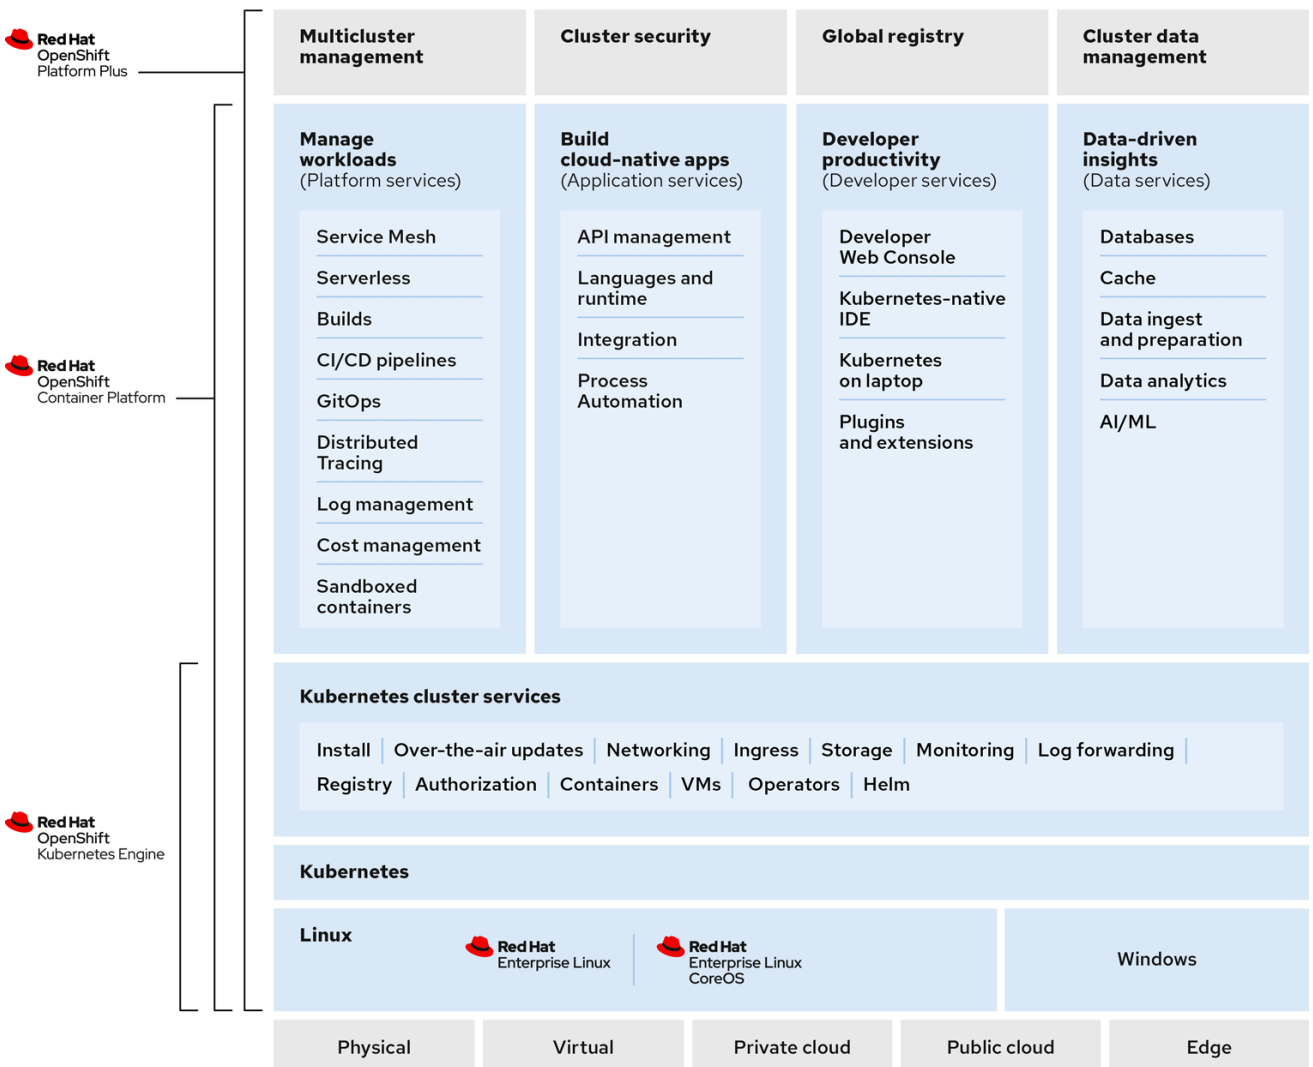 Red Hat
OpenShift
Platform Plus
Multicluster
management
Cluster security
Global registry
Cluster data
management
Red Hat
OpenShift
Container Platform
Manage
workloads
(Platform services)
Service Mesh
Serverless
Builds
CI/CD pipelines
GitOps
Distributed
Tracing
Log management
Cost management
Sandboxed
containers
Build
cloud-native apps
(Application services)
API management
Languages and
runtime
Integration
Process
Automation
Developer
productivity
(Developer services)
Developer
Web Console
Kubernetes-native
IDE
Kubernetes
on laptop
Plugins
and extensions
Data-driven
insights
(Data services)
Databases
Cache
Data ingest
and preparation
Data analytics
AI/ML
Red Hat
OpenShift
Kubernetes Engine
Kubernetes cluster services
Install | Over-the-air updates | Networking | Ingress | Storage | Monitoring | Log forwarding |
Registry | Authorization | Containers | VMs | Operators | Helm
Kubernetes
Linux
Red Hat
Enterprise Linux
Red Hat
Enterprise Linux
CoreOS
Windows
Physical
Virtual
Private cloud
Public cloud
Edge